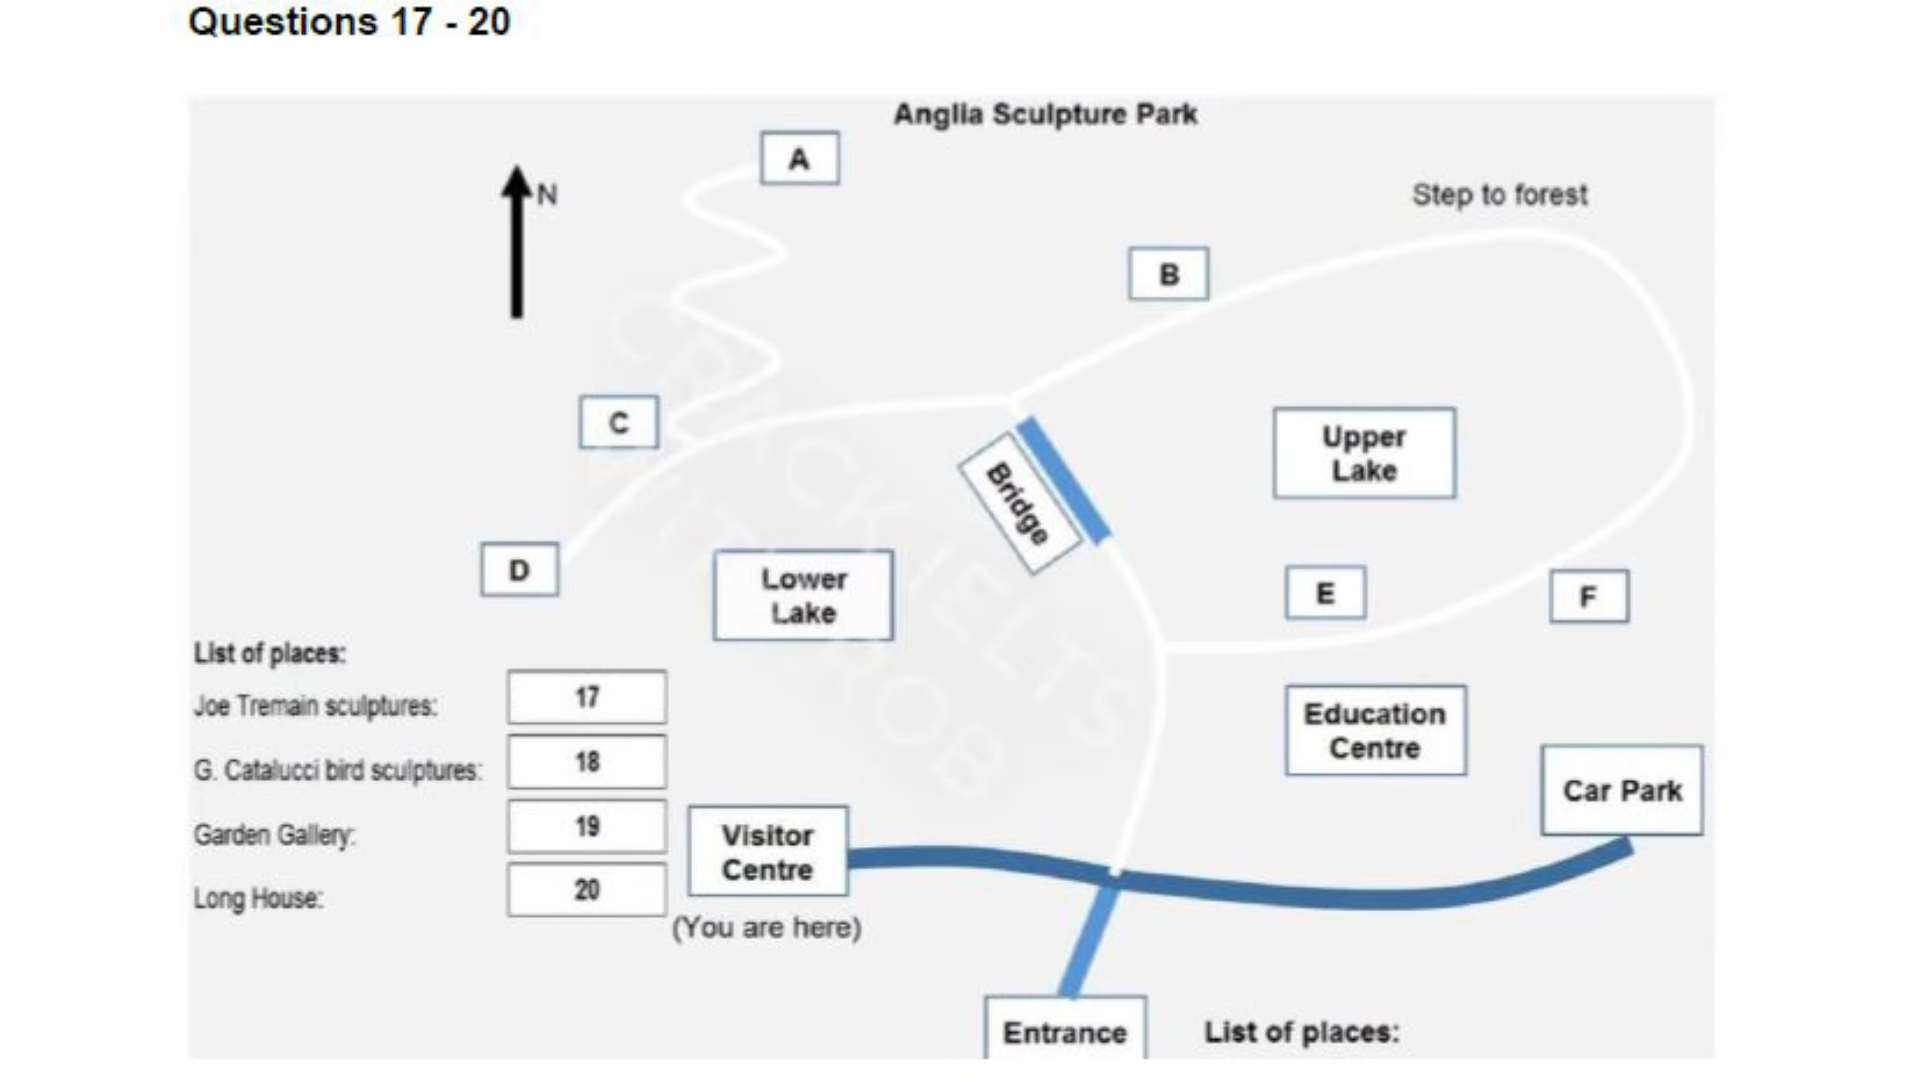 Questions 17 - 20
Anglia Sculpture Park
A
N
Step to forest
B
C
Upper
Lake
Bridge
D
Lower
Lake
E
F
List of places:
Joe Tremain sculptures:
17
G. Catalucci bird sculptures:
18
Garden Gallery:
19
Long House:
20
Education
Centre
Car Park
Visitor
Centre
(You are here)
Entrance
List of places:
CRACKIELTS
WITHROB